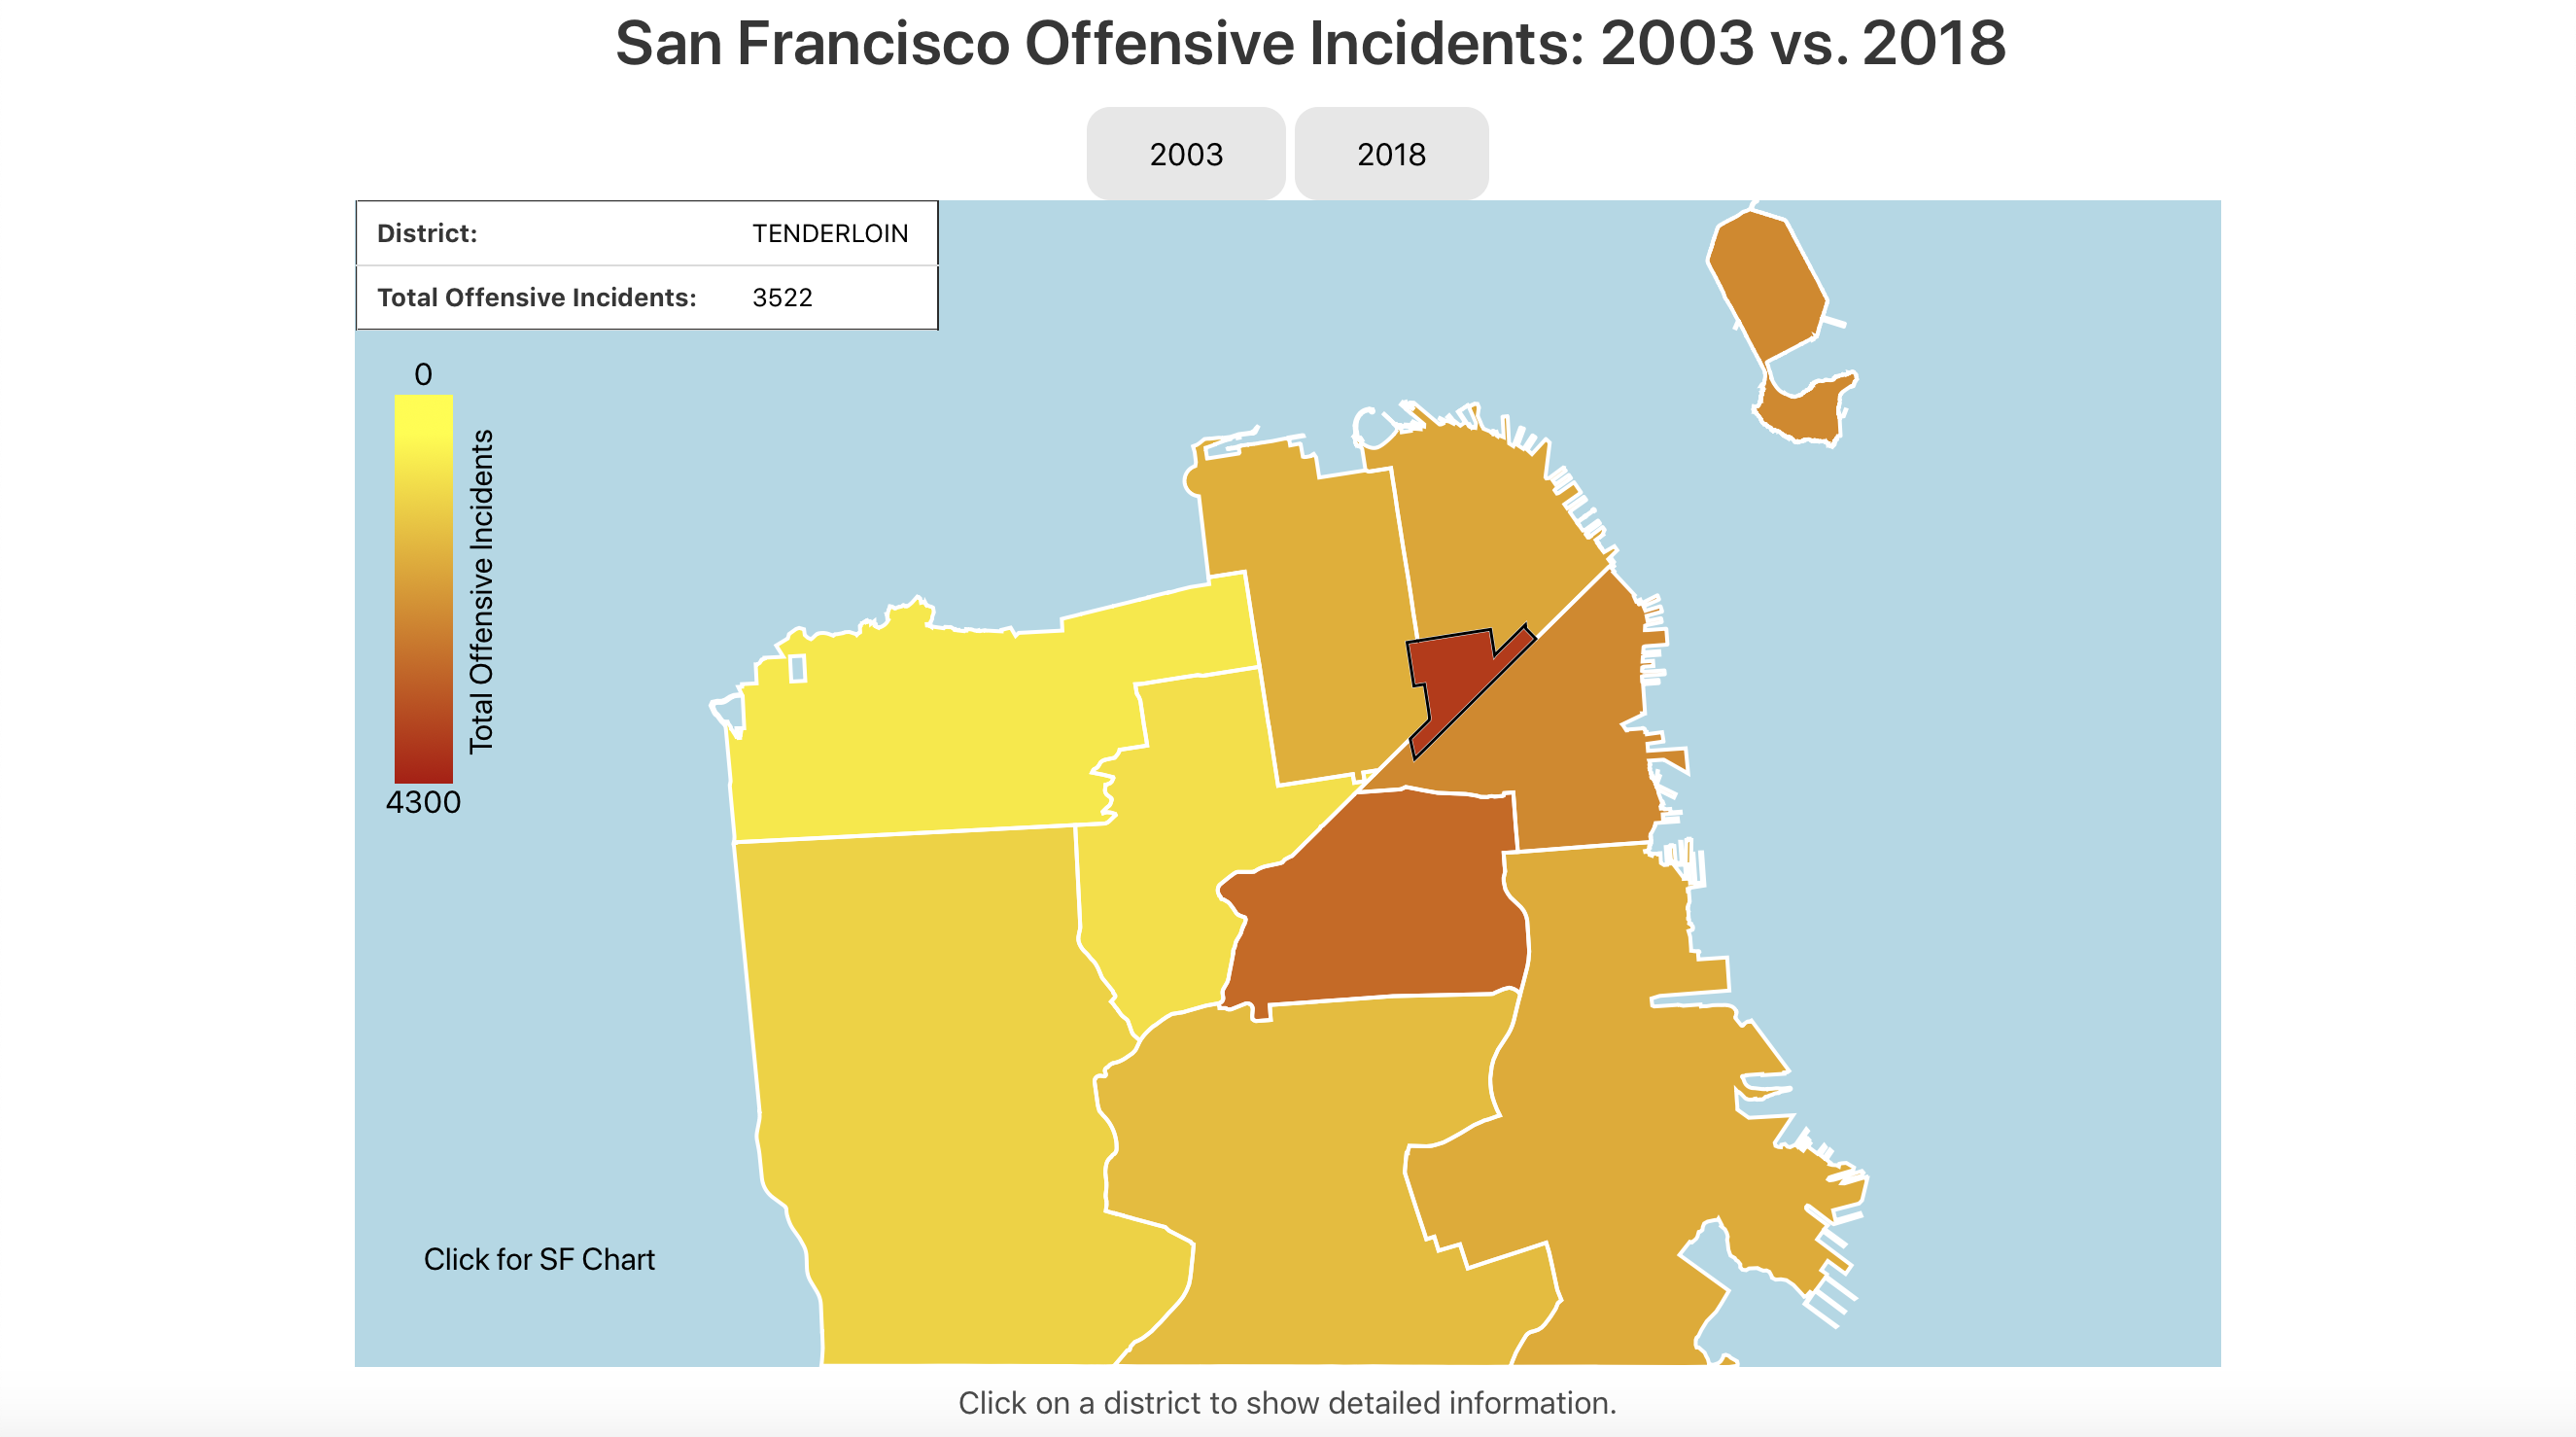 San Francisco Offensive Incidents: 2003 vs. 2018
2003 2018
District: TENDERLOIN
Total Offensive Incidents: 3522
0
Total Offensive Incidents
4300
Click for SF Chart
Click on a district to show detailed information.